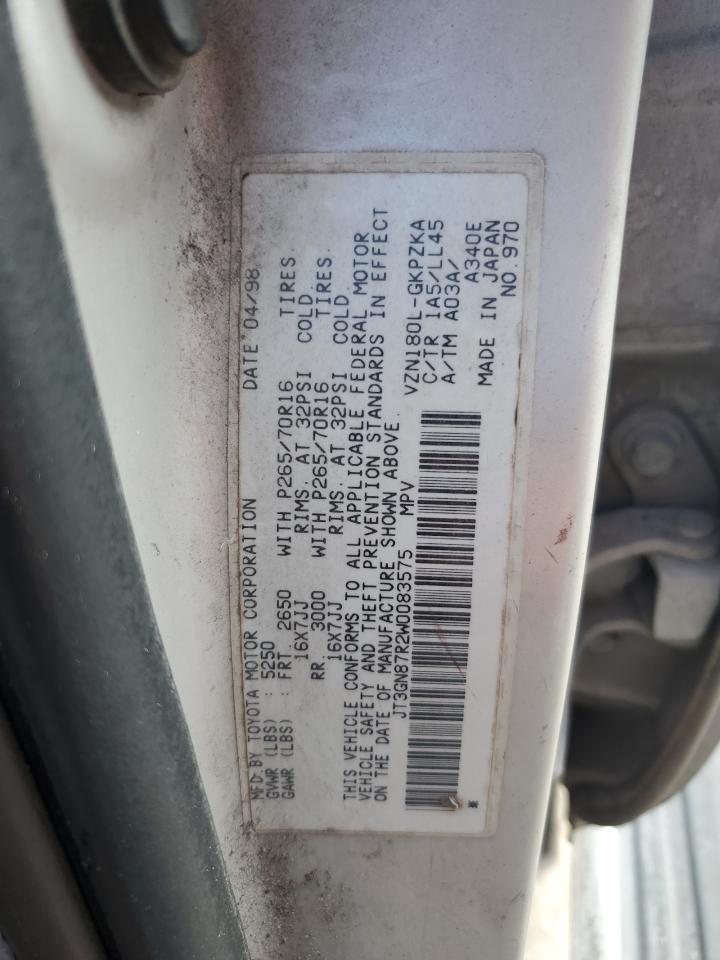 MFD BY TOYOTA MOTOR CORPORATION DATE 04/98
GVWR (LBS) : 5250
GAWR (LBS) : FRT. 2650 WITH P265/70R16 TIRES
16X7JJ RIMS. AT 32PSI COLD.
RR. 3000 WITH P265/70R16 TIRES.
16X7JJ RIMS. AT 32PSI COLD.
THIS VEHICLE CONFORMS TO ALL APPLICABLE FEDERAL MOTOR
VEHICLE SAFETY AND THEFT PREVENTION STANDARDS IN EFFECT
ON THE DATE OF MANUFACTURE SHOWN ABOVE.
JT3GN87R2W0083575 MPV
VZN180L-GKPZKA
C/TR 1A5/LL45
A/TM A03A/ A340E
MADE IN JAPAN
NO.970